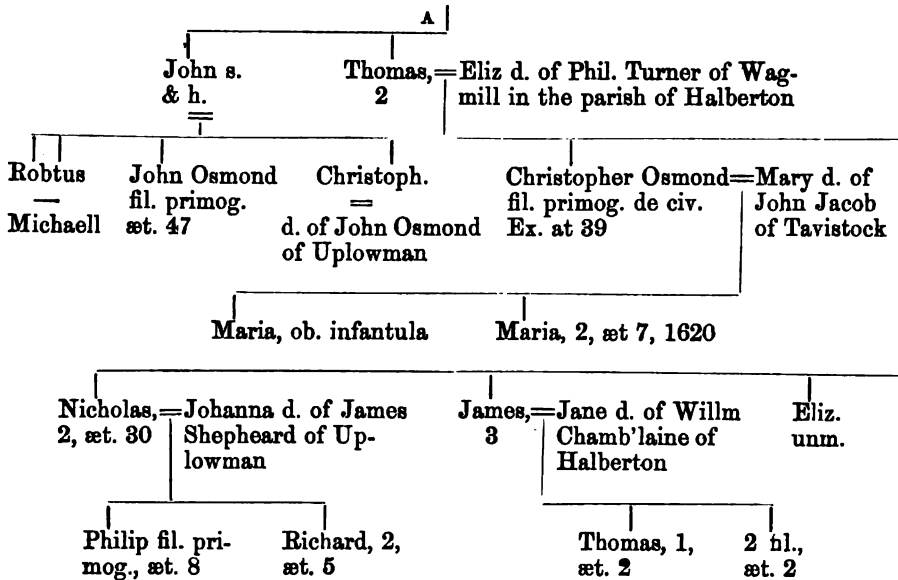 A
John s.
& h.
Thomas,
2
Eliz d. of Phil. Turner of Wag-
mill in the parish of Halberton
Robtus
Michaell
John Osmond
fil. primog.
æt. 47
Christoph.
d. of John Osmond
of Uplowman
Christopher Osmond
fil. primog. de civ.
Ex. at 39
Mary d. of
John Jacob
of Tavistock
Maria, ob. infantula
Maria, 2, æt 7, 1620
Nicholas,
2, æt. 30
Johanna d. of James
Shepheard of Up-
lowman
James,
3
Jane d. of Willm
Chamb'laine of
Halberton
Eliz.
unm.
Philip fil. pri-
mog., æt. 8
Richard, 2,
æt. 5
Thomas, 1,
æt. 2
2 fil.,
æt. 2